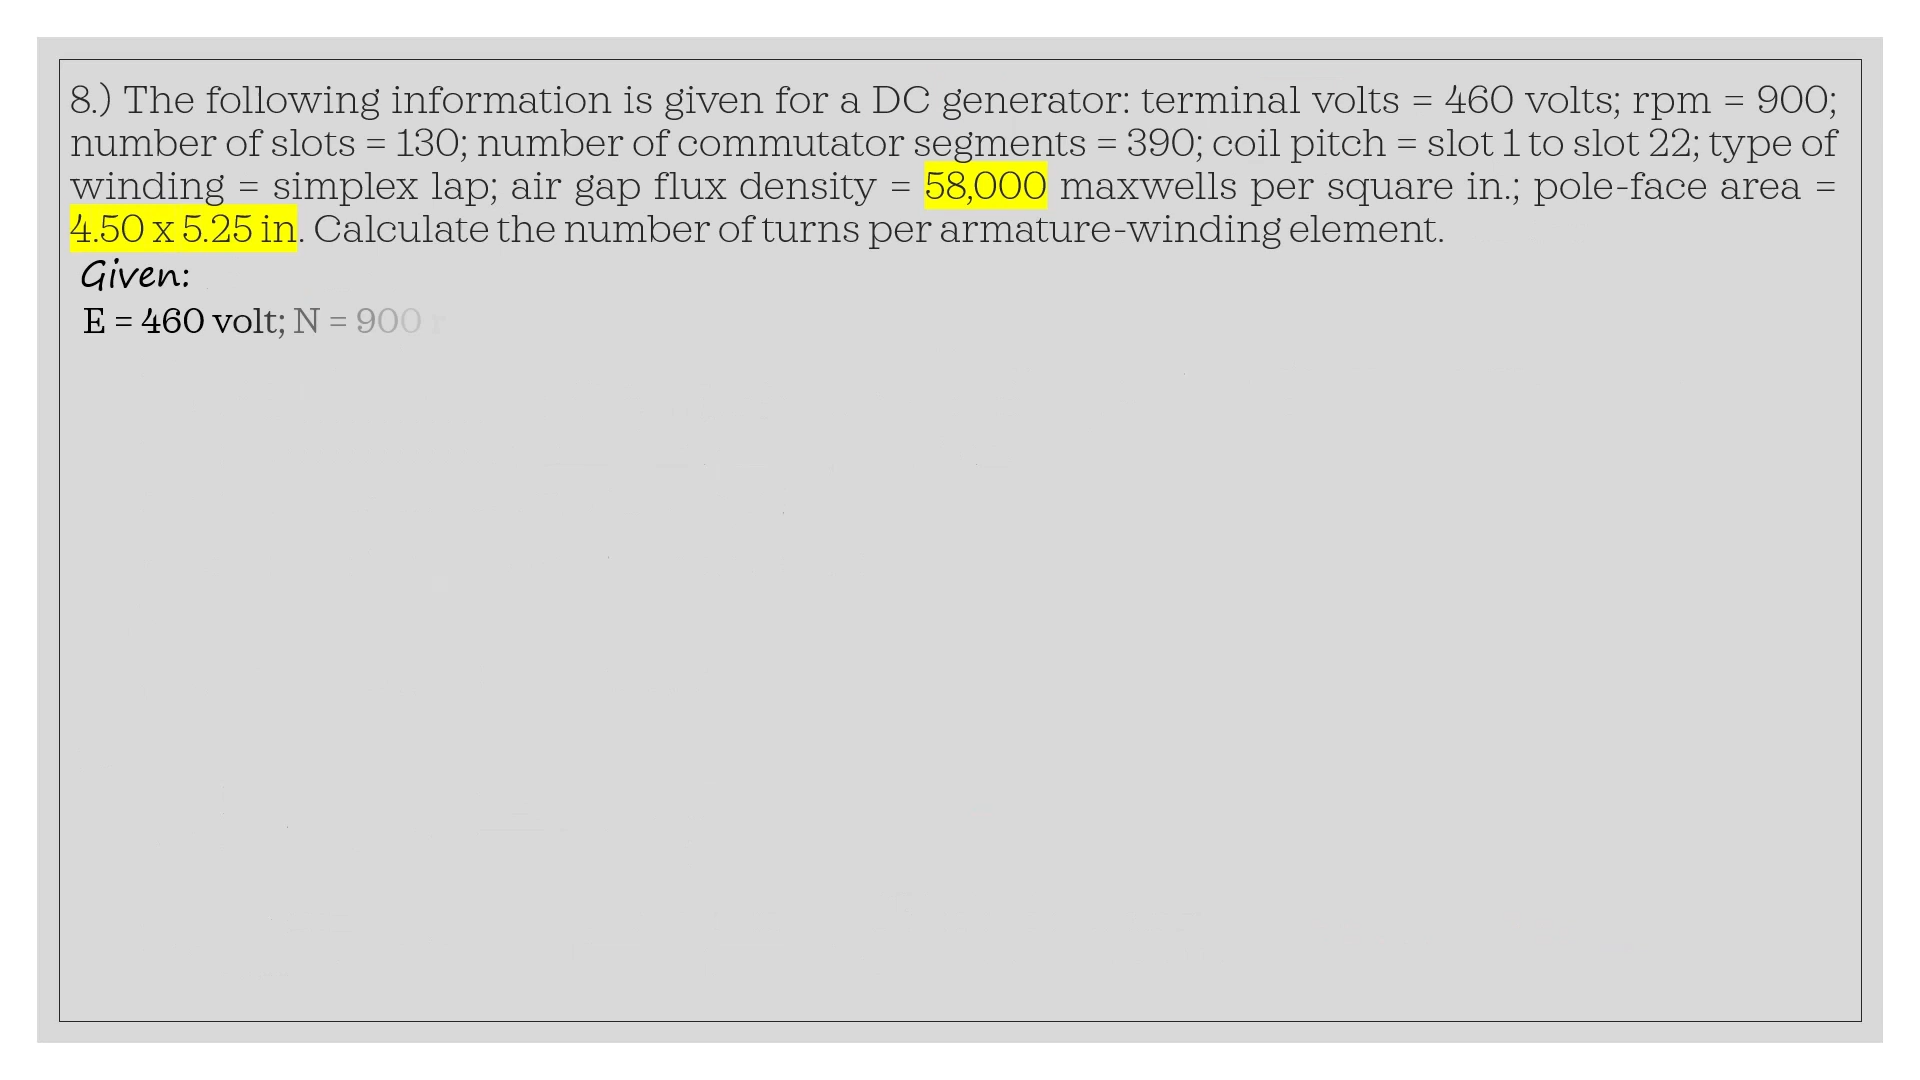 8.) The following information is given for a DC generator: terminal volts = 460 volts; rpm = 900;
number of slots = 130; number of commutator segments = 390; coil pitch = slot 1 to slot 22; type of
winding = simplex lap; air gap flux density = 58,000 maxwells per square in.; pole-face area =
4.50 x 5.25 in. Calculate the number of turns per armature-winding element.
Given:
E = 460 volt; N = 900 r